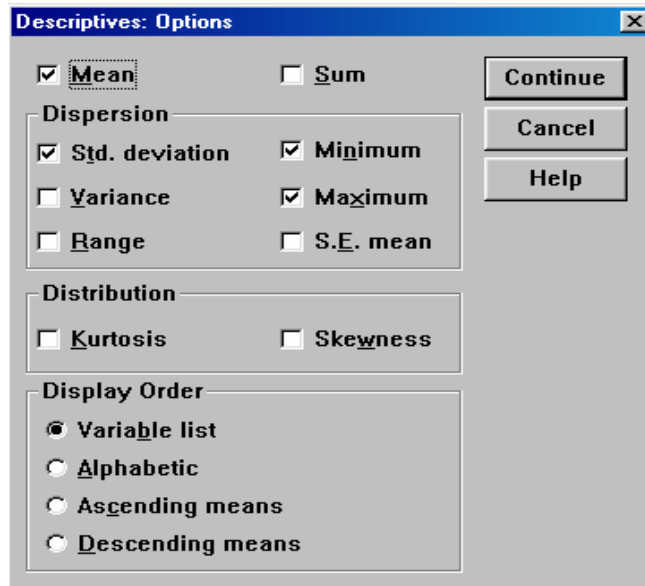 Descriptives: Options
Mean
Sum
Continue
Cancel
Help
Dispersion
Std. deviation
Minimum
Variance
Maximum
Range
S.E. mean
Distribution
Kurtosis
Skewness
Display Order
Variable list
Alphabetic
Ascending means
Descending means